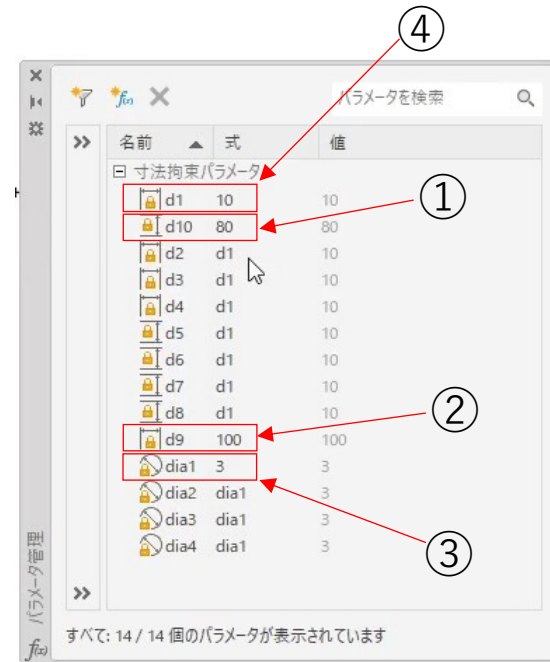 ④
パラメータを検索
名前 式 値
寸法拘束パラメータ
d1 10 10
①
d10 80 80
d2 d1 10
d3 d1 10
d4 d1 10
d5 d1 10
d6 d1 10
d7 d1 10
d8 d1 10
②
d9 100 100
dia1 3 3
dia2 dia1 3
dia3 dia1 3
③
dia4 dia1 3
パラメータ管理
すべて: 14 / 14 個のパラメータが表示されています
f(x)